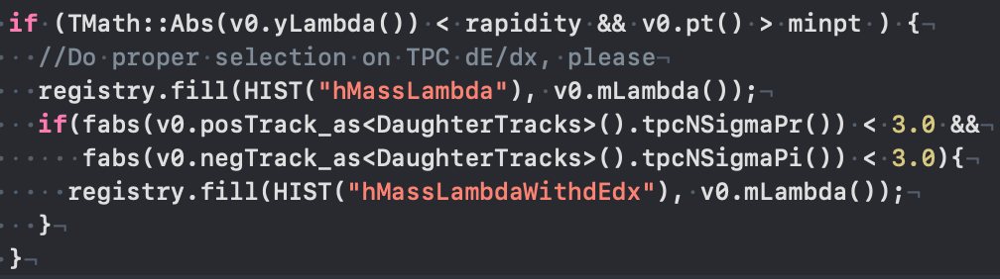 if (TMath::Abs(v0.yLambda()) < rapidity && v0.pt() > minpt ) {
//Do proper selection on TPC dE/dx, please
registry.fill(HIST("hMassLambda"), v0.mLambda());
if(fabs(v0.posTrack_as<DaughterTracks>().tpcNSigmaPr()) < 3.0 &&
fabs(v0.negTrack_as<DaughterTracks>().tpcNSigmaPi()) < 3.0){
registry.fill(HIST("hMassLambdaWithdEdx"), v0.mLambda());
}
}